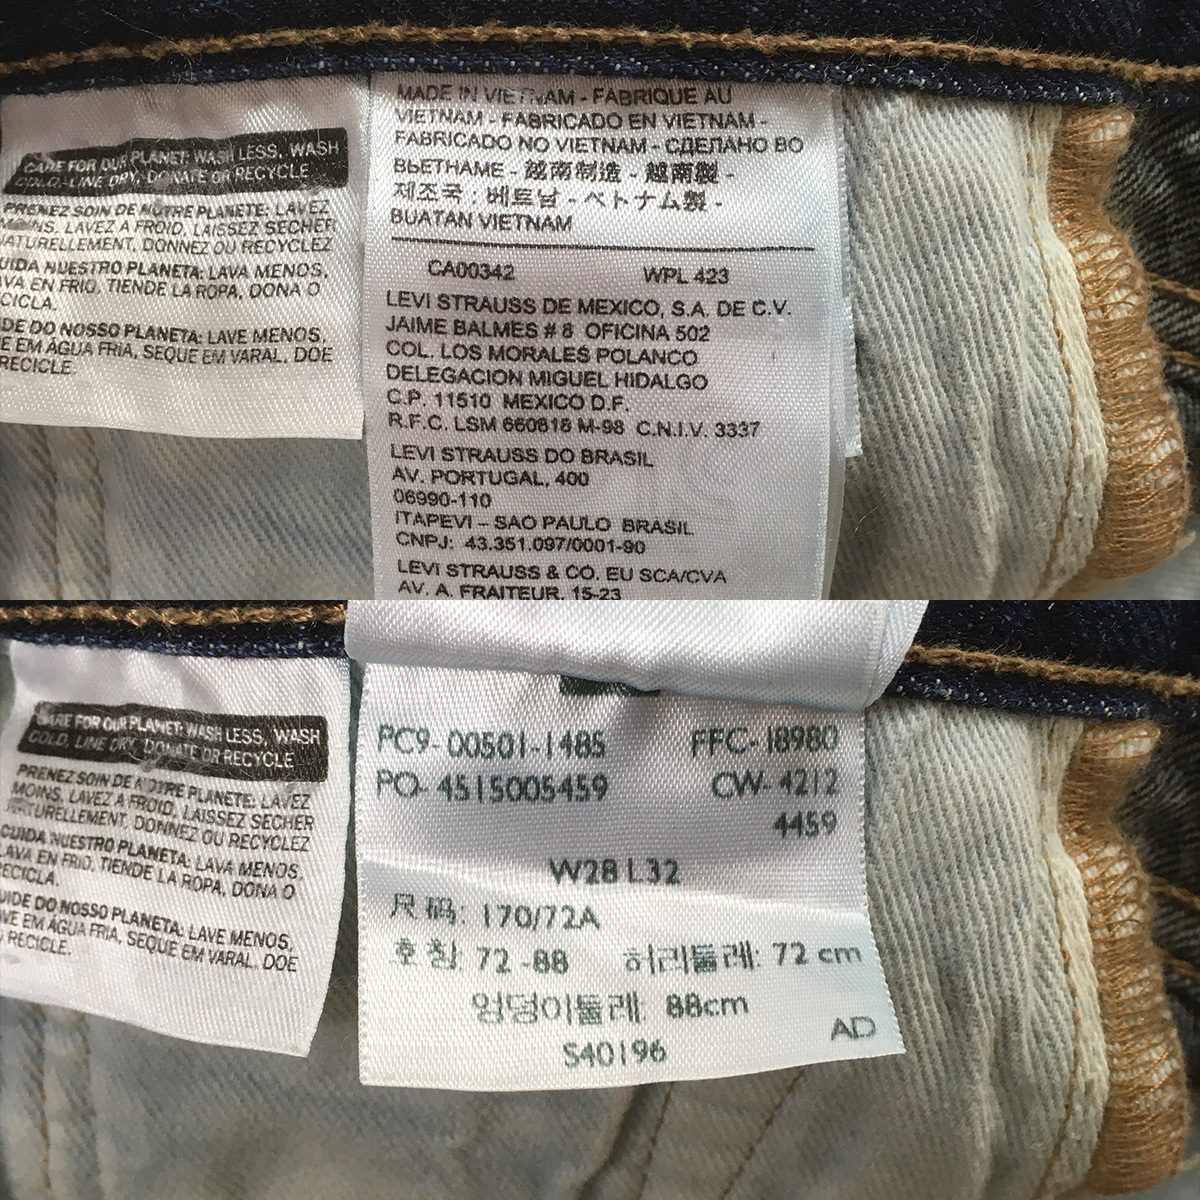 CARE FOR OUR PLANET: WASH LESS, WASH
COLD, LINE DRY, DONATE OR RECYCLE
PRENEZ SOIN DE NOTRE PLANETE: LAVEZ
LAVEZ À FROID, LAISSEZ SECHER
NATURELLEMENT, DONNEZ OU RECYCLEZ
NUESTRO PLANETA: LAVA MENOS,
EN FRIO, TIENDE LA ROPA, DONA O
DO NOSSO PLANETA: LAVE MENOS,
EM ÁGUA FRIA, SEQUE EM VARAL, DOE
RECICLE.
MADE IN VIETNAM - FABRIQUE AU
VIETNAM - FABRICADO EN VIETNAM -
FABRICADO NO VIETNAM - СДЕЛАНО ВО
ВЬЕТНАМЕ - 越南制造 - 越南製 -
제조국 : 베트남 - ベトナム製 -
BUATAN VIETNAM
CA00342 WPL 423
LEVI STRAUSS DE MEXICO, S.A. DE C.V.
JAIME BALMES # 8 OFICINA 502
COL. LOS MORALES POLANCO
DELEGACION MIGUEL HIDALGO
C.P. 11510 MEXICO D.F.
R.F.C. LSM 660818 M-98 C.N.I.V. 3337
LEVI STRAUSS DO BRASIL
AV. PORTUGAL, 400
06990-110
ITAPEVI – SAO PAULO BRASIL
CNPJ: 43.351.097/0001-90
LEVI STRAUSS & CO. EU SCA/CVA
AV. A. FRAITEUR, 15-23
CARE FOR OUR PLANET: WASH LESS, WASH
COLD, LINE DRY, DONATE OR RECYCLE
PRENEZ SOIN DE NOTRE PLANETE: LAVEZ
MOINS, LAVEZ À FROID, LAISSEZ SECHER
NATURELLEMENT, DONNEZ OU RECYCLEZ
CUIDA NUESTRO PLANETA: LAVA MENOS,
LAVA EN FRIO, TIENDE LA ROPA, DONA O
RECICLA.
DO NOSSO PLANETA: LAVE MENOS,
EM ÁGUA FRIA, SEQUE EM VARAL, DOE
RECICLE.
PC9-00501-1485 FFC-18980
PO-4515005459 CW-4212
4459
W28 L32
尺码: 170/72A
호칭: 72-88 허리둘레: 72 cm
엉덩이둘레: 88cm
AD
S40196